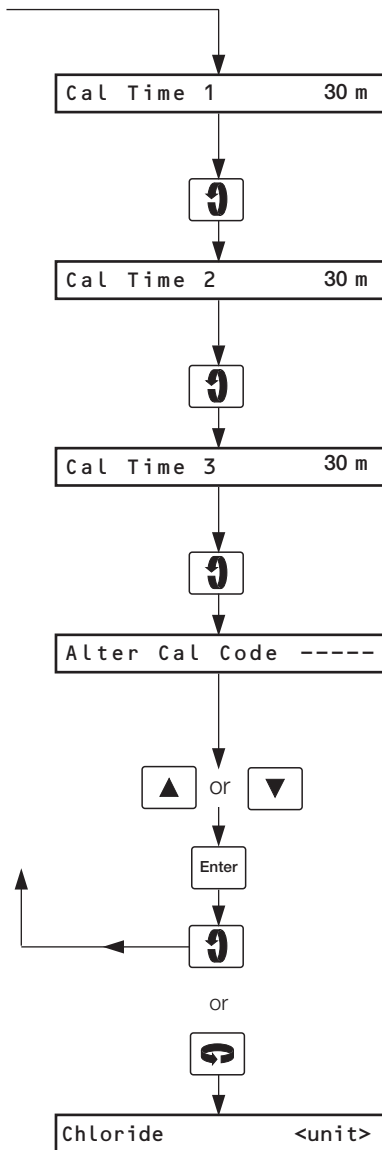 Cal Time 1 30 m
Cal Time 2 30 m
Cal Time 3 30 m
Alter Cal Code -----
▲ or ▼
Enter
or
Chloride <unit>